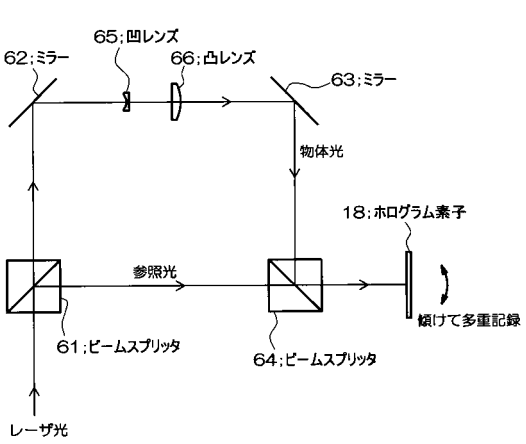 65;凹レンズ
62;ミラー
66;凸レンズ
63;ミラー
物体光
18;ホログラム素子
参照光
傾けて多重記録
61;ビームスプリッタ
64;ビームスプリッタ
レーザ光